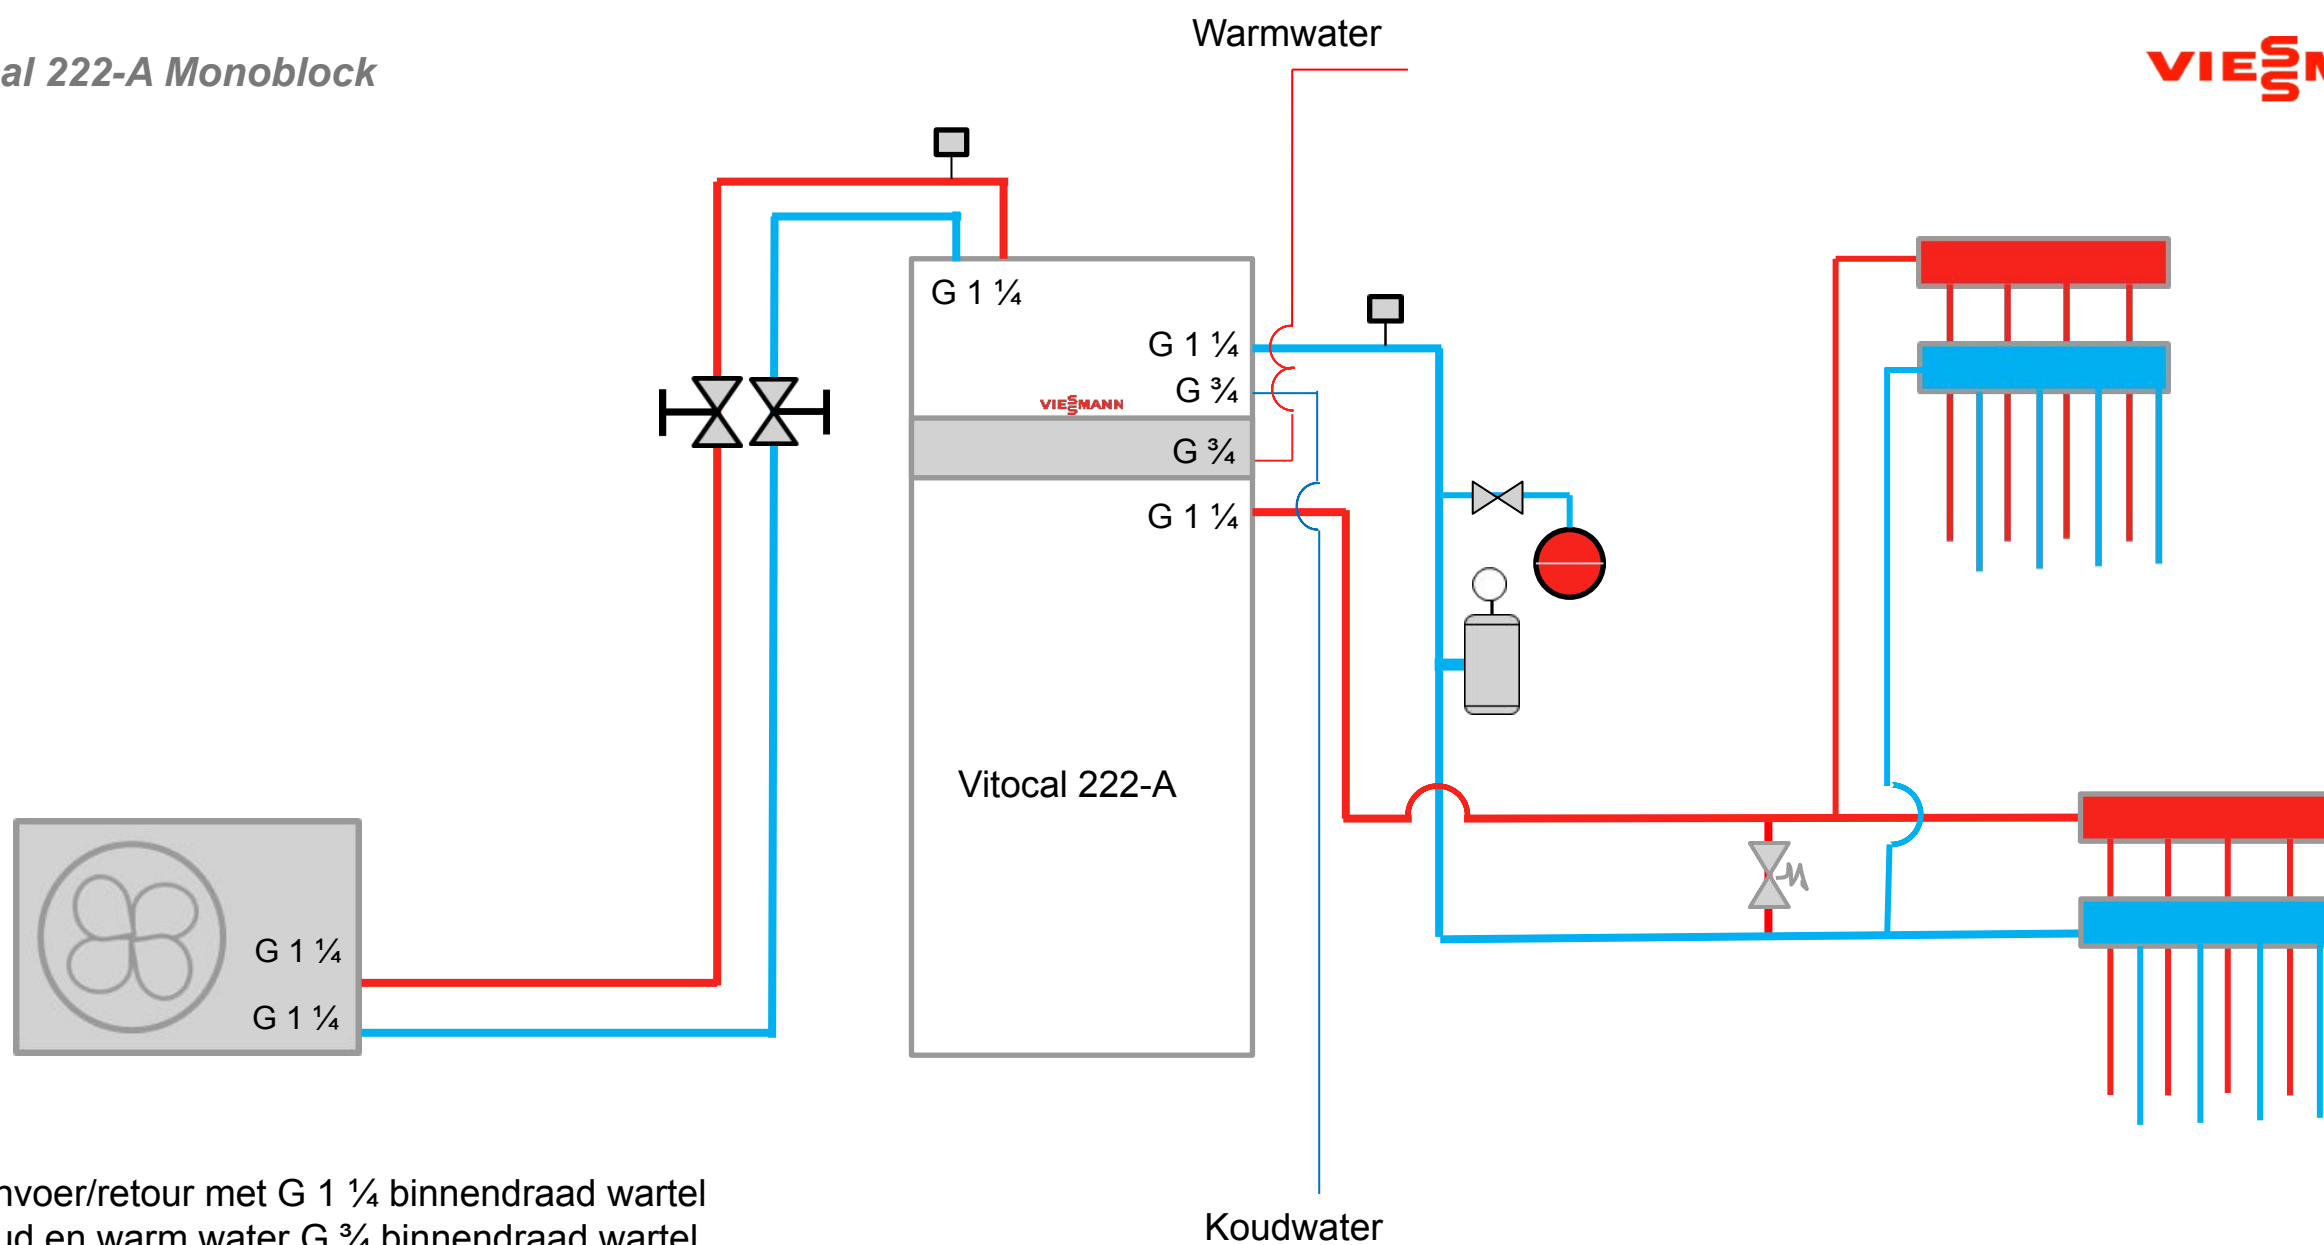 Warmwater
al 222-A Monoblock
VIESM
G 1 ¼
G 1 ¼
G ¾
VIESMANN
G ¾
G 1 ¼
Vitocal 222-A
G 1 ¼
G 1 ¼
nvoer/retour met G 1 ¼ binnendraad wartel
ud en warm water G ¾ binnendraad wartel
Koudwater